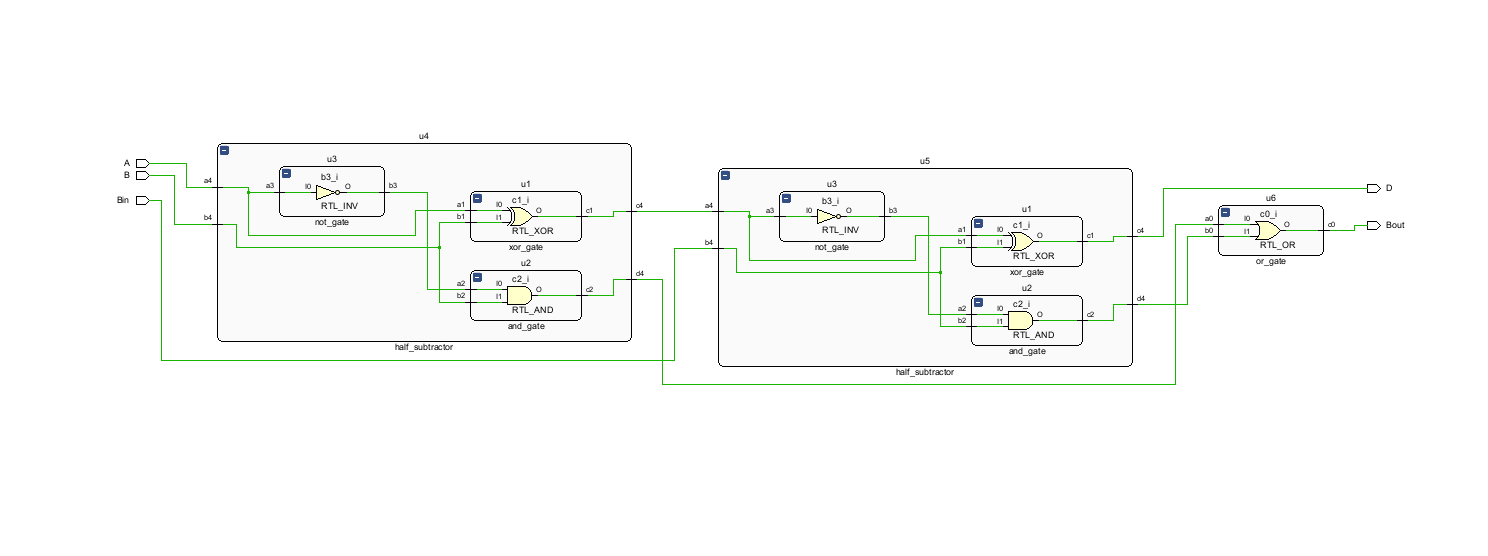 u4
u3
b3_i
A
B
Bin
a4
b4
a3
I0
O
b3
RTL_INV
not_gate
u1
c1_i
a1
b1
I0
I1
O
c1
RTL_XOR
xor_gate
c4
u2
c2_i
a2
b2
I0
I1
O
c2
RTL_AND
and_gate
d4
half_subtractor
u5
u3
b3_i
a4
b4
a3
I0
O
b3
RTL_INV
not_gate
u1
c1_i
a1
b1
I0
I1
O
c1
RTL_XOR
xor_gate
c4
u2
c2_i
a2
b2
I0
I1
O
c2
RTL_AND
and_gate
d4
half_subtractor
u6
c0_i
a0
b0
I0
I1
O
c0
RTL_OR
or_gate
D
Bout